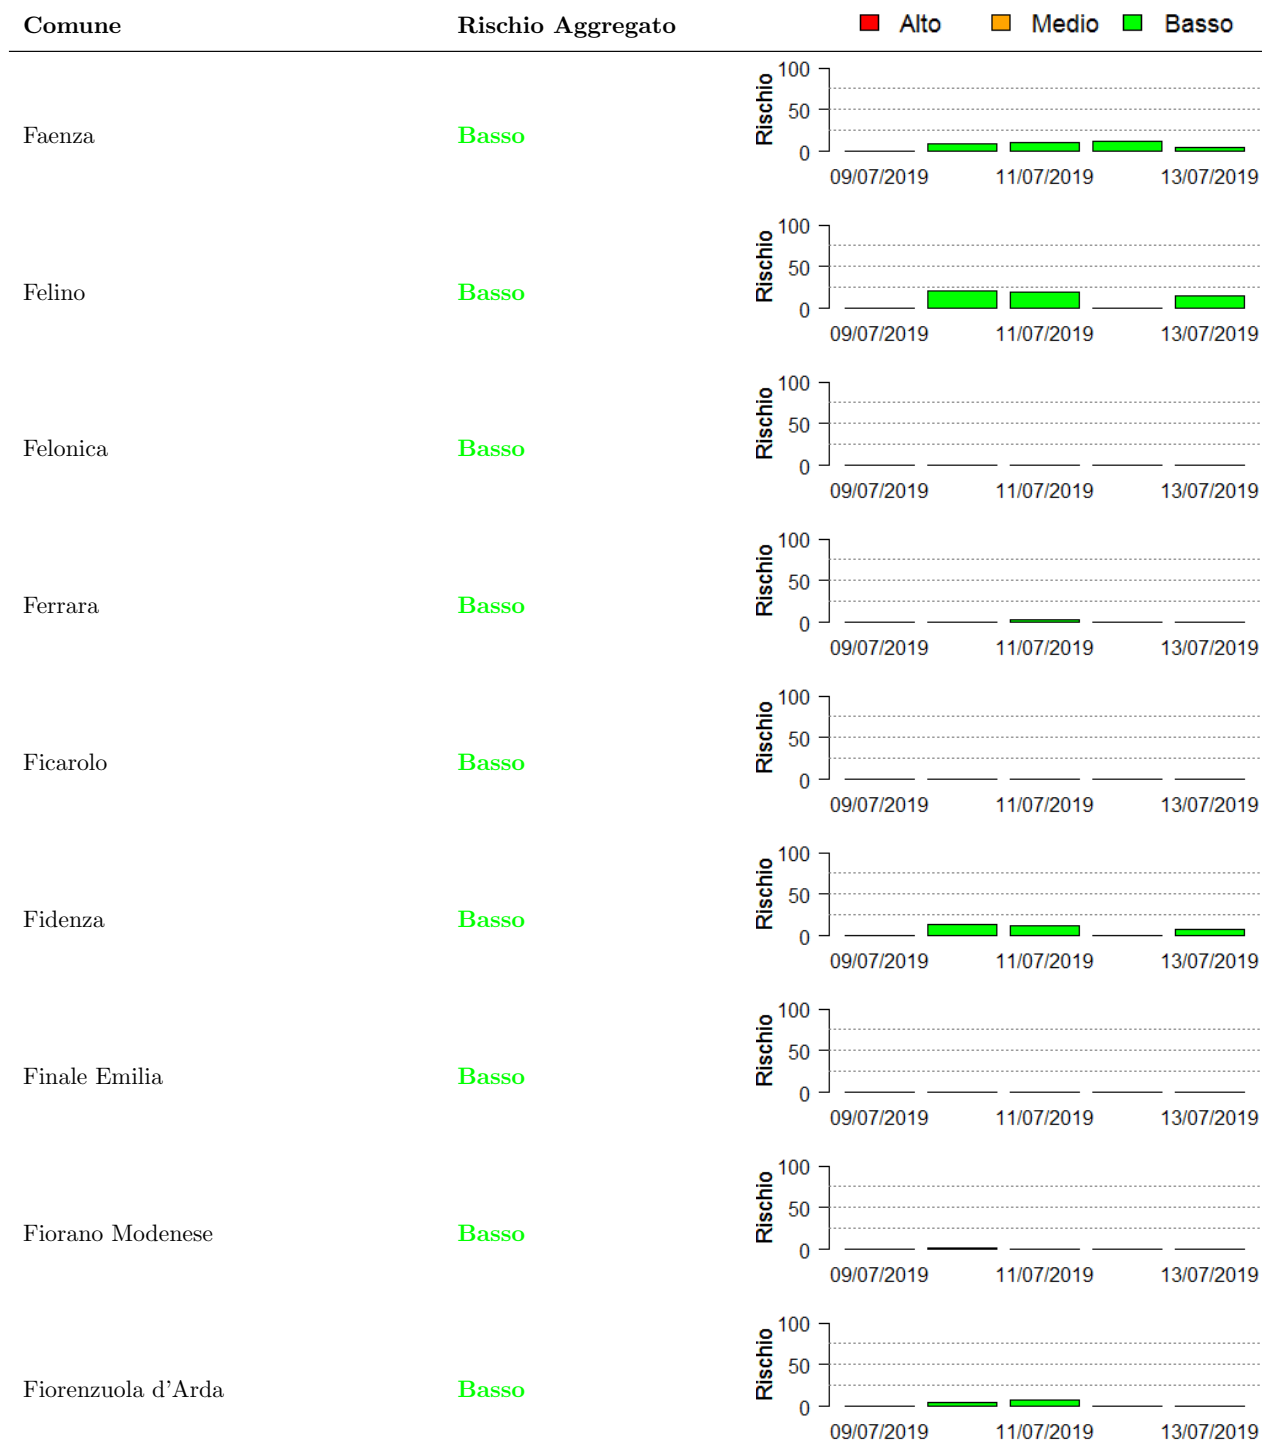 Comune Rischio Aggregato Alto Medio Basso
Faenza Basso Rischio 100 50 0
09/07/2019 11/07/2019 13/07/2019
Felino Basso Rischio 100 50 0
09/07/2019 11/07/2019 13/07/2019
Felonica Basso Rischio 100 50 0
09/07/2019 11/07/2019 13/07/2019
Ferrara Basso Rischio 100 50 0
09/07/2019 11/07/2019 13/07/2019
Ficarolo Basso Rischio 100 50 0
09/07/2019 11/07/2019 13/07/2019
Fidenza Basso Rischio 100 50 0
09/07/2019 11/07/2019 13/07/2019
Finale Emilia Basso Rischio 100 50 0
09/07/2019 11/07/2019 13/07/2019
Fiorano Modenese Basso Rischio 100 50 0
09/07/2019 11/07/2019 13/07/2019
Fiorenzuola d'Arda Basso Rischio 100 50 0
09/07/2019 11/07/2019 13/07/2019